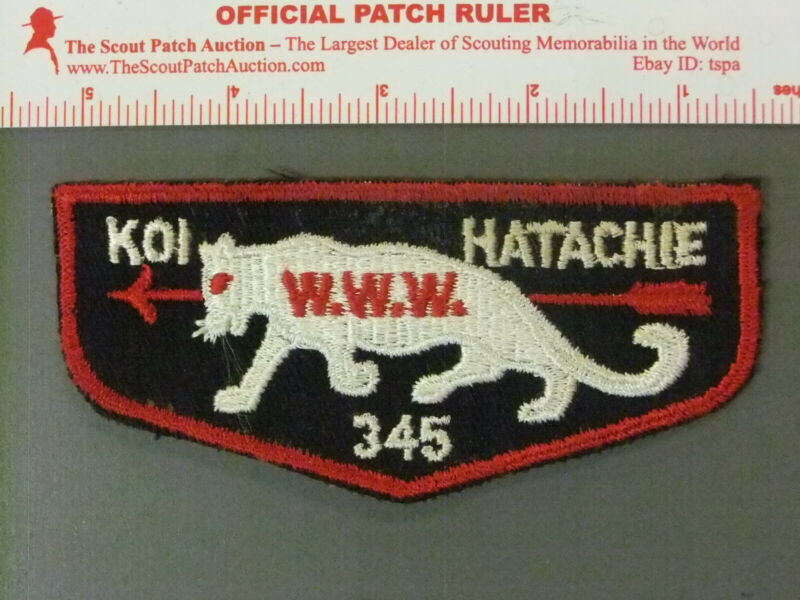 OFFICIAL PATCH RULER
The Scout Patch Auction – The Largest Dealer of Scouting Memorabilia in the World
www.TheScoutPatchAuction.com Ebay ID: tspa
5 4 3 2 1 hes
KOI HATACHIE
W.W.W.
345